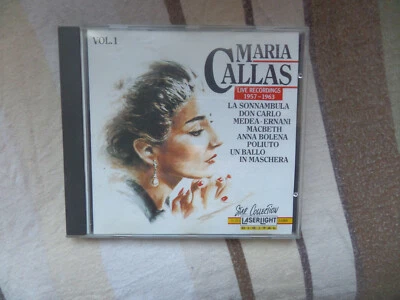 VOL.1
MARIA
CALLAS
LIVE RECORDINGS
1957-1963
LA SONNAMBULA
DON CARLO
MEDEA-ERNANI
MACBETH
ANNA BOLENA
POLIUTO
UN BALLO
IN MASCHERA
Star Collection
LASERLIGHT
DIGITAL